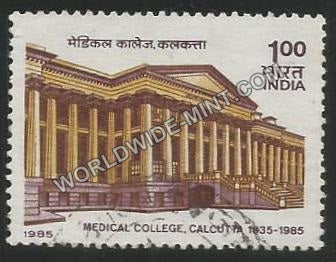 मेडिकल कालेज, कलकत्ता
1.00
भारत
INDIA
WORLDWIDE-MINT.COM
1985
MEDICAL COLLEGE, CALCUTTA 1835-1985